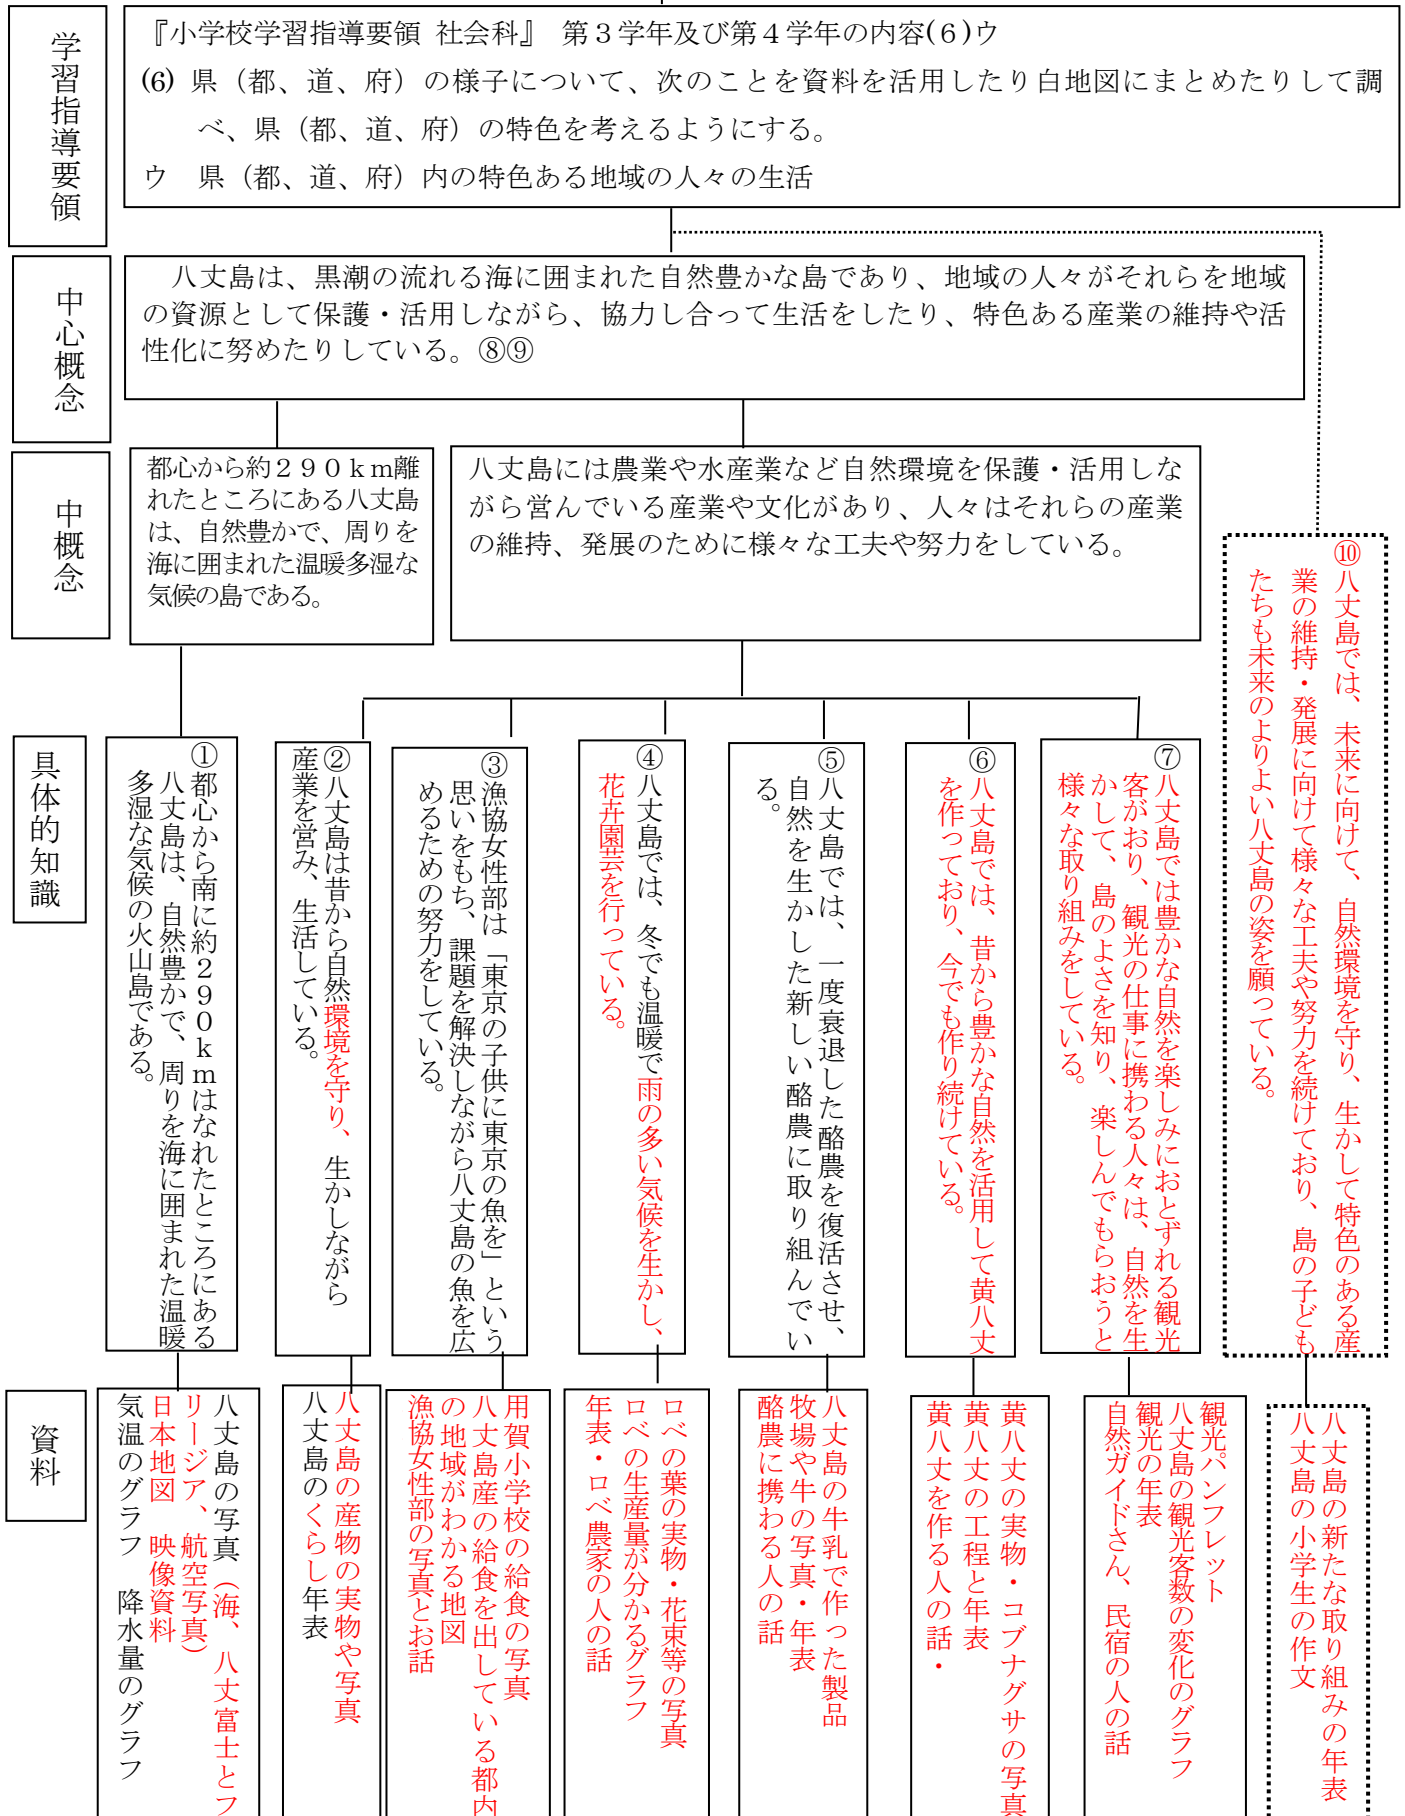 学習指導要領
『小学校学習指導要領 社会科』 第３学年及び第４学年の内容(６)ウ
(6) 県（都、道、府）の様子について、次のことを資料を活用したり白地図にまとめたりして調
べ、県（都、道、府）の特色を考えるようにする。
ウ 県（都、道、府）内の特色ある地域の人々の生活
中心概念
八丈島は、黒潮の流れる海に囲まれた自然豊かな島であり、地域の人々がそれらを地域
の資源として保護・活用しながら、協力し合って生活をしたり、特色ある産業の維持や活
性化に努めたりしている。⑧⑨
中概念
都心から約２９０ｋｍ離
れたところにある八丈島
は、自然豊かで、周りを
海に囲まれた温暖多湿な
気候の島である。
八丈島には農業や水産業など自然環境を保護・活用しな
がら営んでいる産業や文化があり、人々はそれらの産業
の維持、発展のために様々な工夫や努力をしている。
⑩八丈島では、未来に向けて、自然環境を守り、生かして特色のある産
業の維持・発展に向けて様々な工夫や努力を続けており、島の子ども
たちも未来のよりよい八丈島の姿を願っている。
具体的知識
①都心から南に約２９０ｋｍはなれたところにある
八丈島は、自然豊かで、周りを海に囲まれた温暖
多湿な気候の火山島である。
②八丈島は昔から自然環境を守り、生かしながら
産業を営み、生活している。
③漁協女性部は「東京の子供に東京の魚を」という
思いをもち、課題を解決しながら八丈島の魚を広
めるための努力をしている。
④八丈島では、冬でも温暖で雨の多い気候を生かし、
花卉園芸を行っている。
⑤八丈島では、一度衰退した酪農を復活させ、
自然を生かした新しい酪農に取り組んでい
る。
⑥八丈島では、昔から豊かな自然を活用して黄八丈
を作っており、今でも作り続けている。
⑦八丈島では豊かな自然を楽しみにおとずれる観光
客がおり、観光の仕事に携わる人々は、自然を生
かして、島のよさを知り、楽しんでもらおうと
様々な取り組みをしている。
資料
八丈島の写真（海、八丈富士とフ
リージア、航空写真）
日本地図 映像資料
気温のグラフ 降水量のグラフ
八丈島の産物の実物や写真
八丈島のくらし年表
用賀小学校の給食の写真
八丈島産の給食を出している都内
の地域がわかる地図
漁協女性部の写真とお話
ロベの葉の実物・花束等の写真
ロベの生産量が分かるグラフ
年表・ロベ農家の人の話
八丈島の牛乳で作った製品
牧場や牛の写真・年表
酪農に携わる人の話
黄八丈の実物・コブナグサの写真
黄八丈の工程と年表
黄八丈を作る人の話・
観光パンフレット
八丈島の観光客数の変化のグラフ
観光の年表
自然ガイドさん、民宿の人の話
八丈島の新たな取り組みの年表
八丈島の小学生の作文